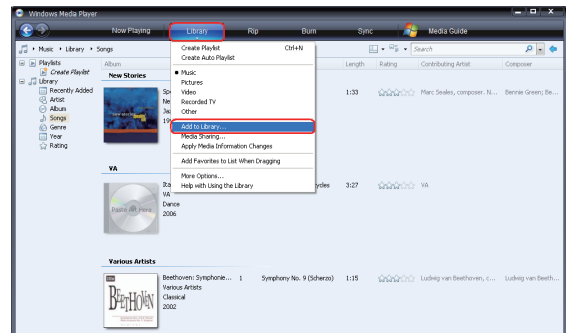 Windows Media Player
Now Playing Library Rip Burn Sync Media Guide
Music Library Songs Search
Create Playlist Ctrl+N
Create Auto Playlist
Music
Pictures
Video
Recorded TV
Other
Add to Library...
Media Sharing...
Apply Media Information Changes
Add Favorites to List When Dragging
More Options...
Help with Using the Library
Playlists
Create Playlist
Library
Recently Added
Artist
Album
Songs
Genre
Year
Rating
Album Length Rating Contributing Artist Composer
New Stories
1:33 Marc Seales, composer. N... Bennie Green; Be...
VA
3:27 VA
VA
Dance
2006
Paste Art Here
Various Artists
Beethoven: Symphonie... 1 Symphony No. 9 (Scherzo) 1:15 Ludwig van Beethoven, c... Ludwig van Beeth...
Various Artists
Classical
2002
BEETHOVEN